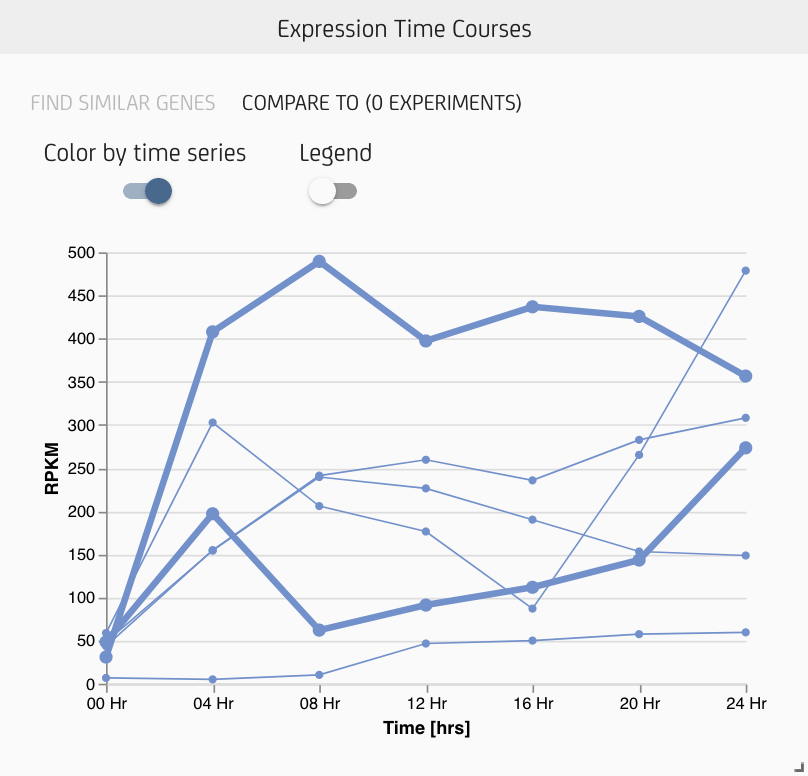 Expression Time Courses
FIND SIMILAR GENES COMPARE TO (0 EXPERIMENTS)
Color by time series Legend
500
450
400
350
300
250
200
150
100
50
0
RPKM
00 Hr 04 Hr 08 Hr 12 Hr 16 Hr 20 Hr 24 Hr
Time [hrs]